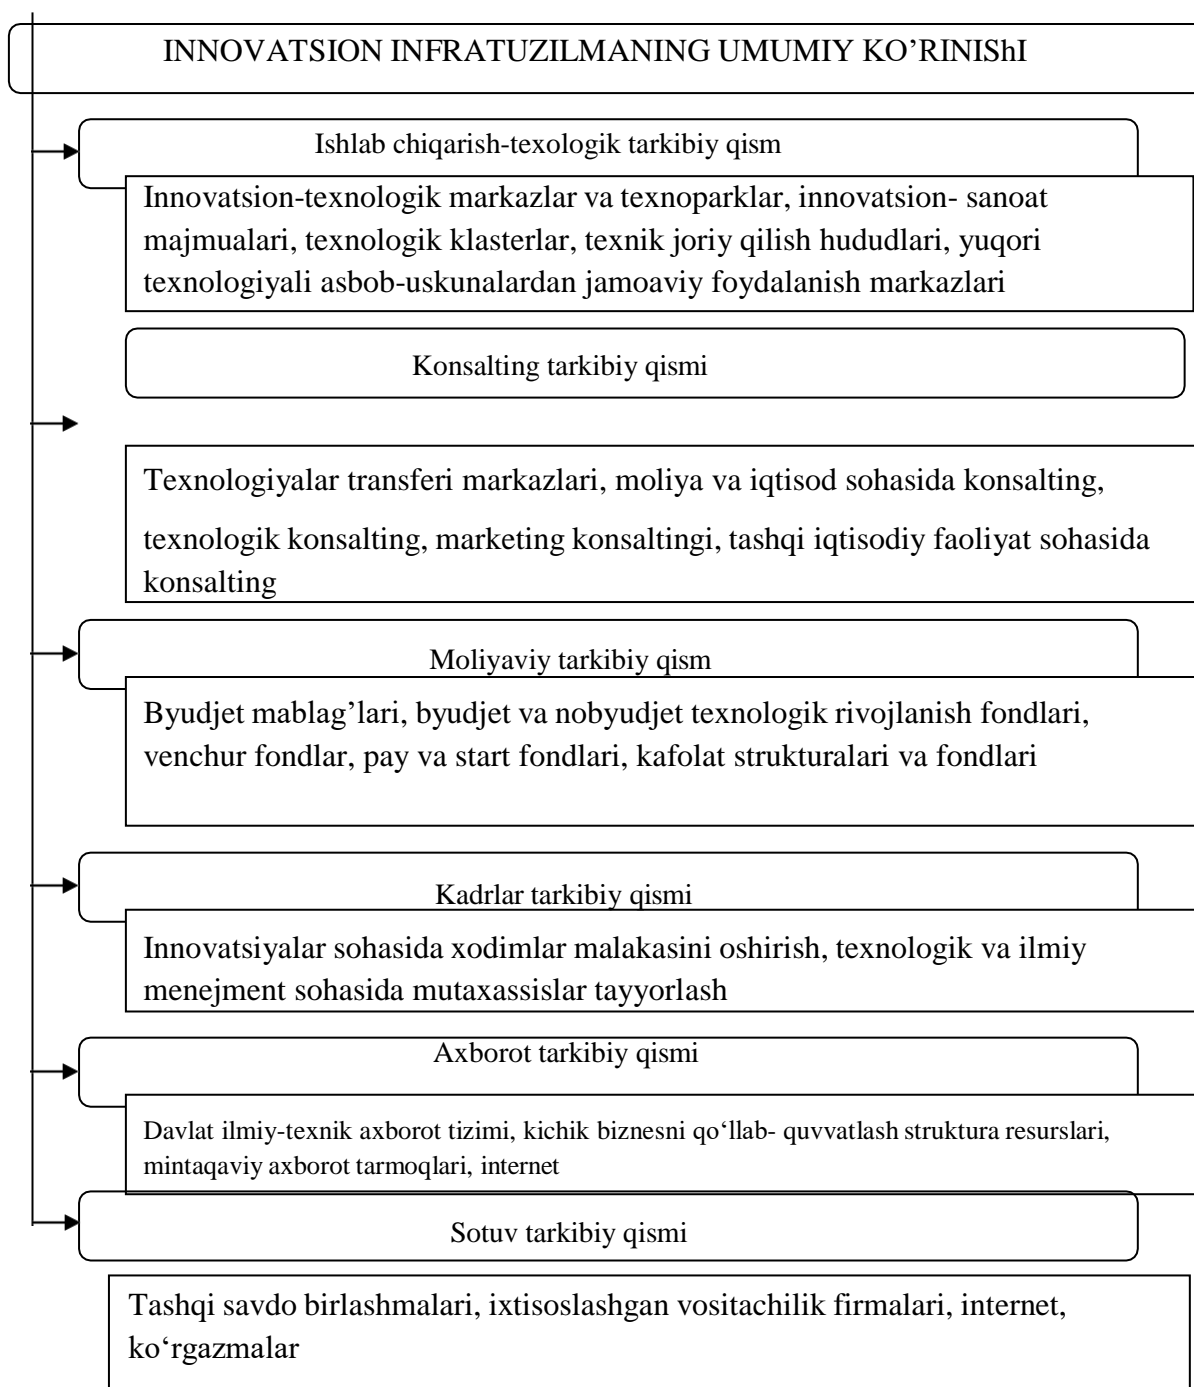 INNOVATSION INFRATUZILMANING UMUMIY KO’RINIShI
Ishlab chiqarish-texologik tarkibiy qism
Innovatsion-texnologik markazlar va texnoparklar, innovatsion- sanoat
majmualari, texnologik klasterlar, texnik joriy qilish hududlari, yuqori
texnologiyali asbob-uskunalardan jamoaviy foydalanish markazlari
Konsalting tarkibiy qismi
Texnologiyalar transferi markazlari, moliya va iqtisod sohasida konsalting,
texnologik konsalting, marketing konsaltingi, tashqi iqtisodiy faoliyat sohasida
konsalting
Moliyaviy tarkibiy qism
Byudjet mablag’lari, byudjet va nobyudjet texnologik rivojlanish fondlari,
venchur fondlar, pay va start fondlari, kafolat strukturalari va fondlari
Kadrlar tarkibiy qismi
Innovatsiyalar sohasida xodimlar malakasini oshirish, texnologik va ilmiy
menejment sohasida mutaxassislar tayyorlash
Axborot tarkibiy qismi
Davlat ilmiy-texnik axborot tizimi, kichik biznesni qo‘llab- quvvatlash struktura resurslari,
mintaqaviy axborot tarmoqlari, internet
Sotuv tarkibiy qismi
Tashqi savdo birlashmalari, ixtisoslashgan vositachilik firmalari, internet,
ko‘rgazmalar